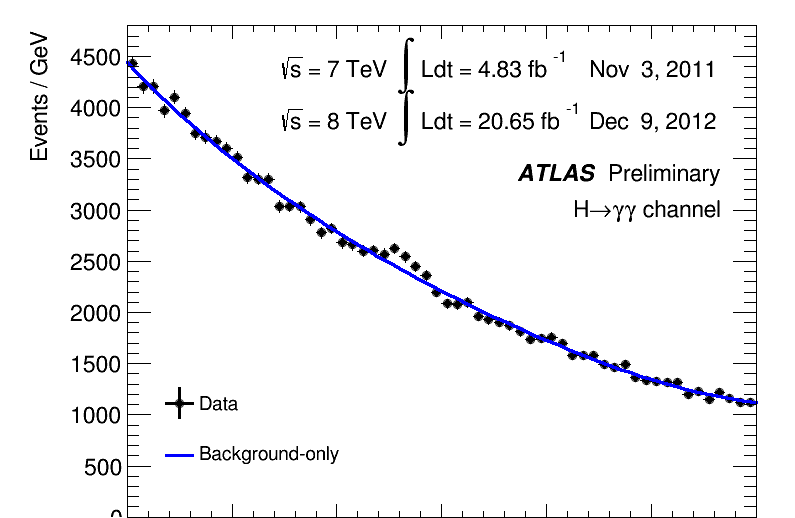 Events / GeV
4500
4000
3500
3000
2500
2000
1500
1000
500
0
√s = 7 TeV ∫ Ldt = 4.83 fb⁻¹ Nov 3, 2011
√s = 8 TeV ∫ Ldt = 20.65 fb⁻¹ Dec 9, 2012
ATLAS Preliminary
H→γγ channel
Data
Background-only